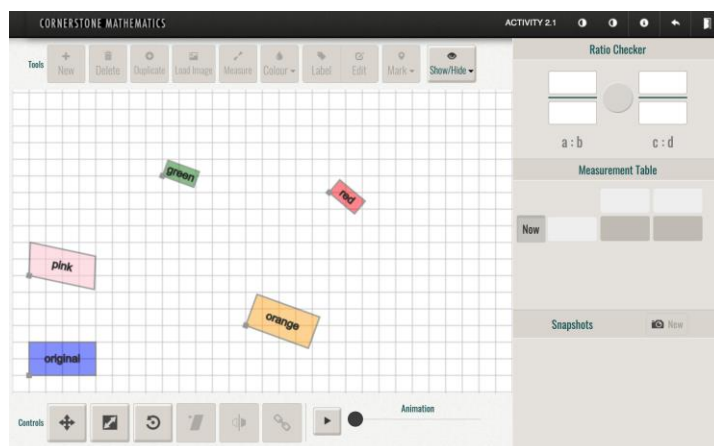 CORNERSTONE MATHEMATICS
ACTIVITY 2.1
Tools
New
Delete
Duplicate
Load Image
Measure
Colour
Label
Edit
Mark
Show/Hide
Ratio Checker
a : b
c : d
Measurement Table
Now
Snapshots
New
green
red
pink
orange
original
Controls
Animation